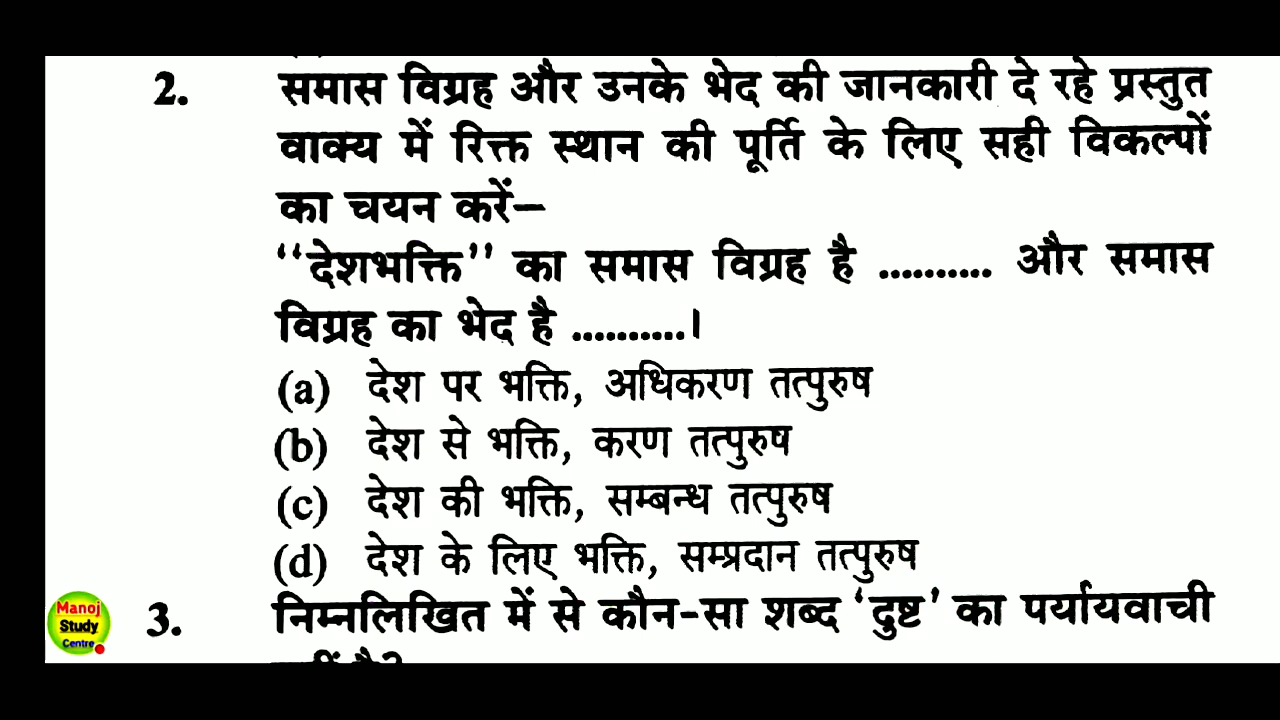 2. समास विग्रह और उनके भेद की जानकारी दे रहे प्रस्तुत
वाक्य में रिक्त स्थान की पूर्ति के लिए सही विकल्पों
का चयन करें–
‘‘देशभक्ति’’ का समास विग्रह है .......... और समास
विग्रह का भेद है ..........।
(a) देश पर भक्ति, अधिकरण तत्पुरुष
(b) देश से भक्ति, करण तत्पुरुष
(c) देश की भक्ति, सम्बन्ध तत्पुरुष
(d) देश के लिए भक्ति, सम्प्रदान तत्पुरुष
3. निम्नलिखित में से कौन-सा शब्द ‘दुष्ट’ का पर्यायवाची
Manoj
Study
Centre